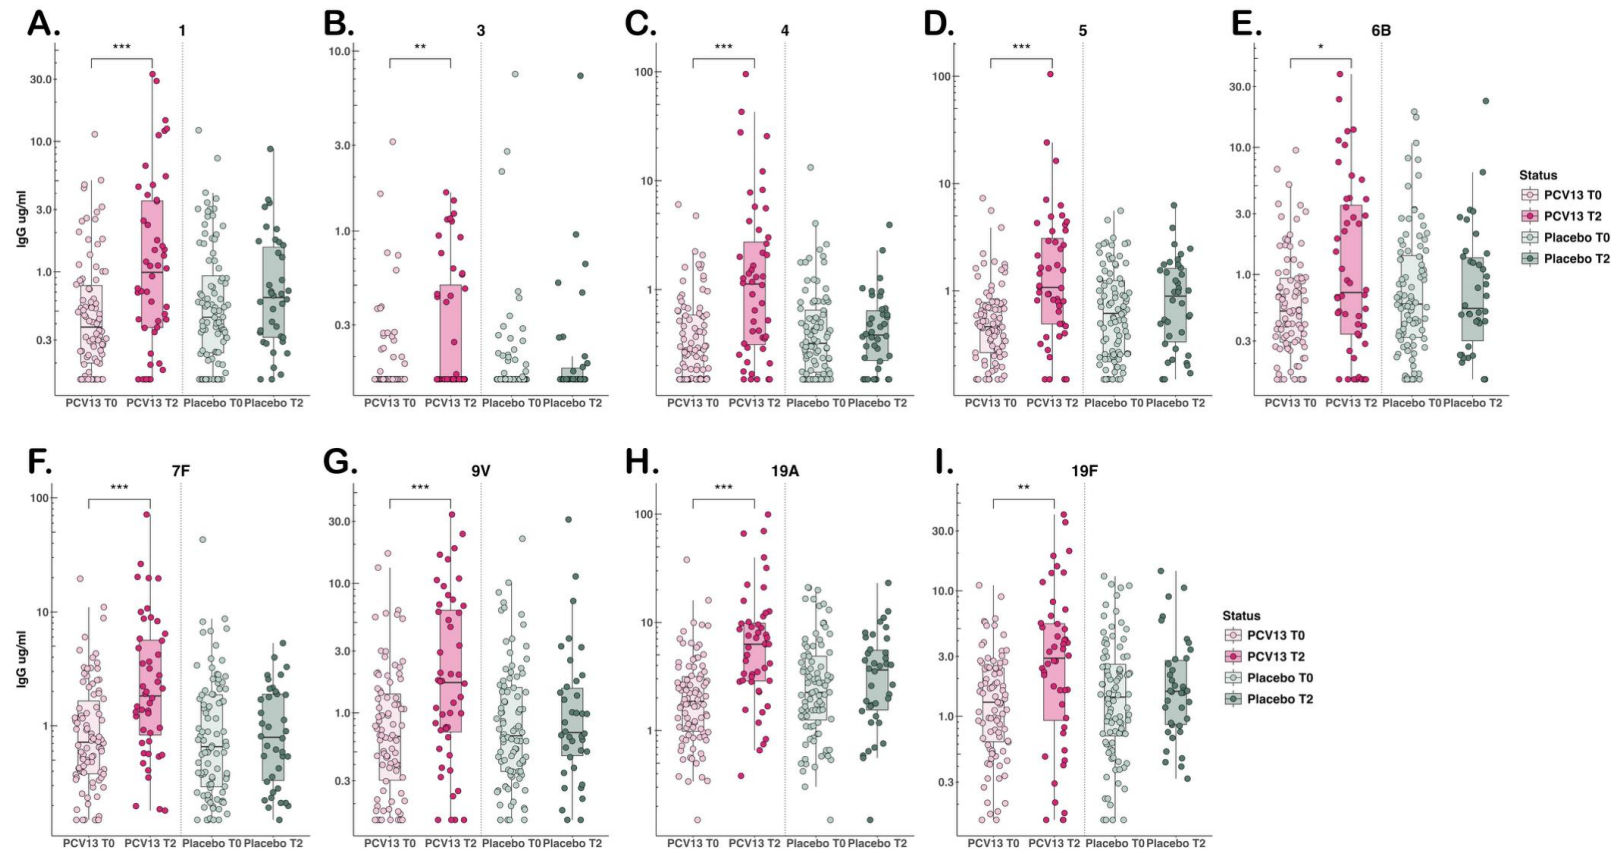 A. 1
B. 3
C. 4
D. 5
E. 6B
*** ** *** *** *
IgG ug/ml
30.0
10.0
3.0
1.0
0.3
10.0
3.0
1.0
0.3
100
10
1
100
10
1
30.0
10.0
3.0
1.0
0.3
PCV13 T0 PCV13 T2 Placebo T0 Placebo T2
PCV13 T0 PCV13 T2 Placebo T0 Placebo T2
PCV13 T0 PCV13 T2 Placebo T0 Placebo T2
PCV13 T0 PCV13 T2 Placebo T0 Placebo T2
PCV13 T0 PCV13 T2 Placebo T0 Placebo T2
Status
PCV13 T0
PCV13 T2
Placebo T0
Placebo T2
F. 7F
G. 9V
H. 19A
I. 19F
*** *** *** **
IgG ug/ml
100
10
1
30.0
10.0
3.0
1.0
0.3
100
10
1
30.0
10.0
3.0
1.0
0.3
PCV13 T0 PCV13 T2 Placebo T0 Placebo T2
PCV13 T0 PCV13 T2 Placebo T0 Placebo T2
PCV13 T0 PCV13 T2 Placebo T0 Placebo T2
PCV13 T0 PCV13 T2 Placebo T0 Placebo T2
Status
PCV13 T0
PCV13 T2
Placebo T0
Placebo T2